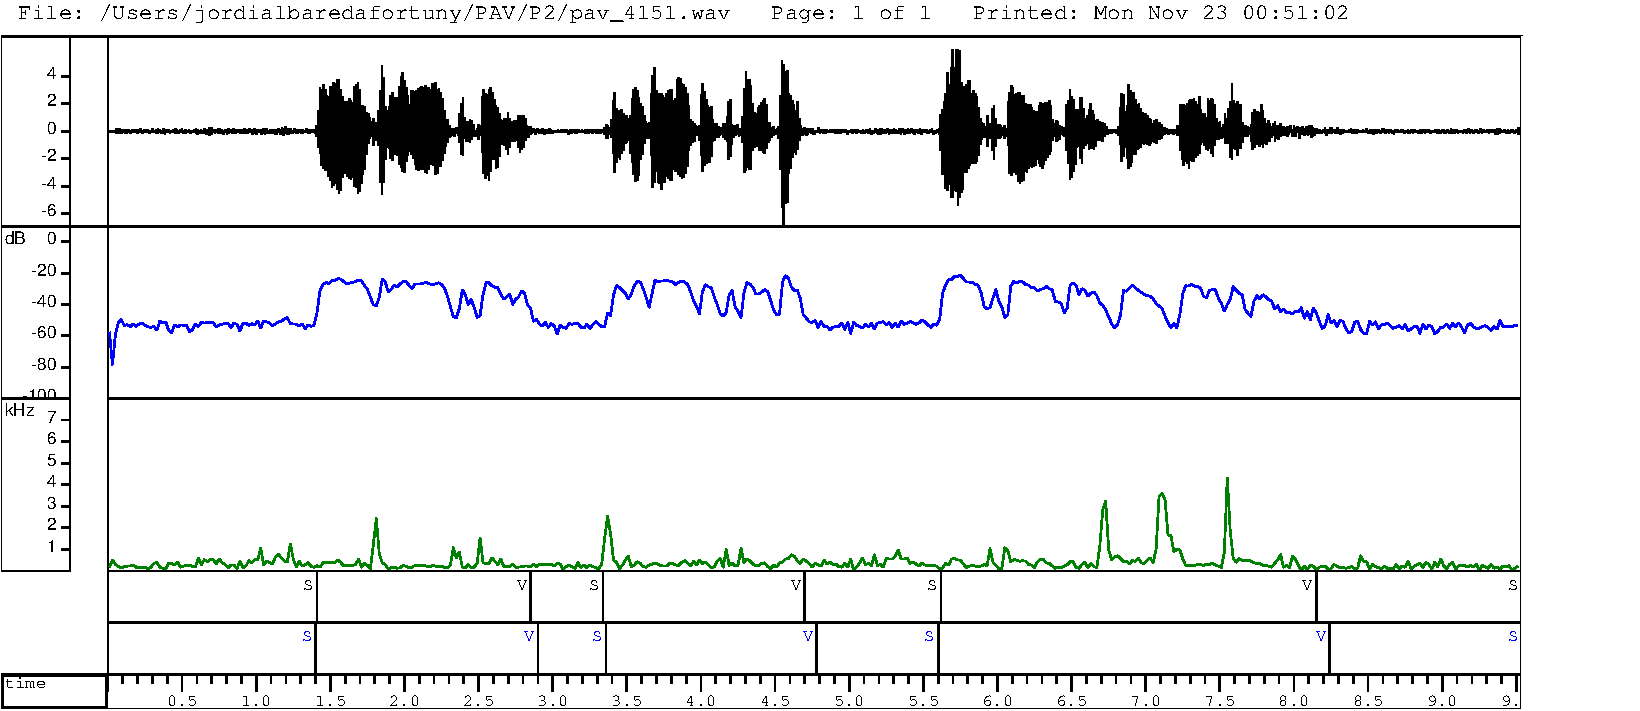 File: /Users/jordialbaredafortuny/PAV/P2/pav_4151.wav Page: 1 of 1 Printed: Mon Nov 23 00:51:02
4
2
0
-2
-4
-6
dB 0
-20
-40
-60
-80
-100
kHz 7
6
5
4
3
2
1
S V S V S V S
S V S V S V S
time
0.5 1.0 1.5 2.0 2.5 3.0 3.5 4.0 4.5 5.0 5.5 6.0 6.5 7.0 7.5 8.0 8.5 9.0 9.